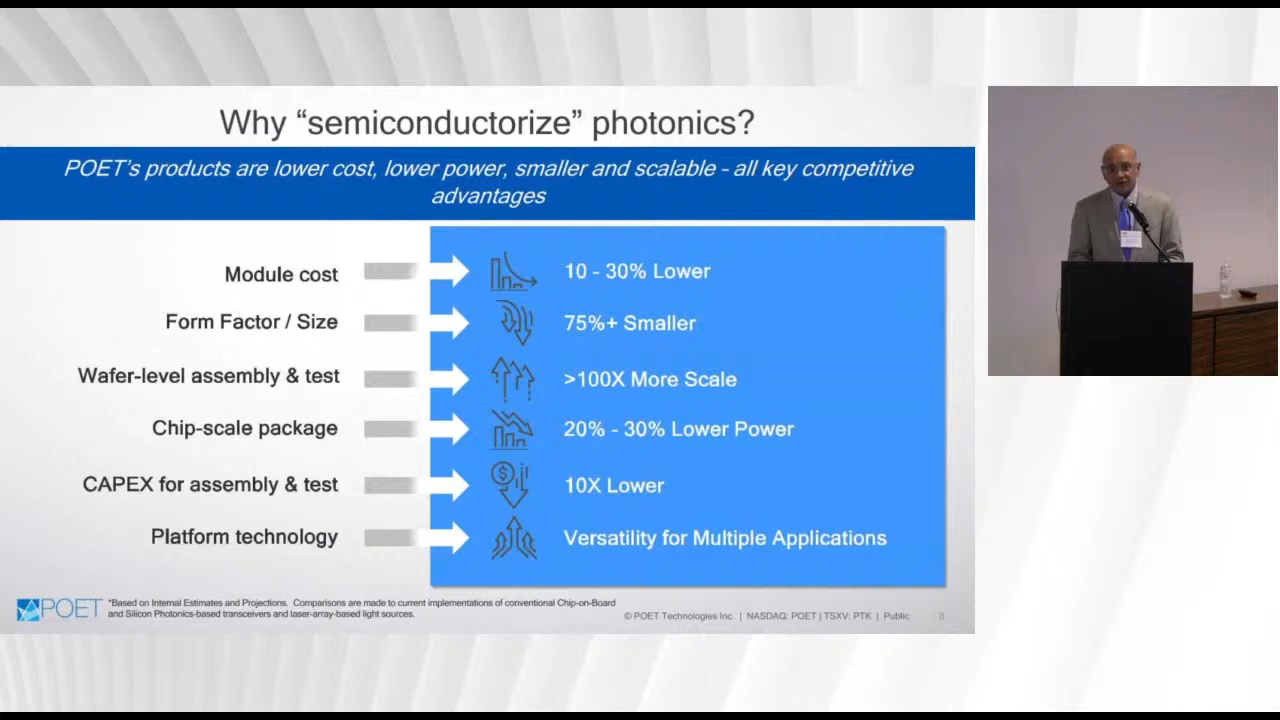 Why “semiconductorize” photonics?
POET’s products are lower cost, lower power, smaller and scalable - all key competitive
advantages
Module cost
10 - 30% Lower
Form Factor / Size
75%+ Smaller
Wafer-level assembly & test
>100X More Scale
Chip-scale package
20% - 30% Lower Power
CAPEX for assembly & test
$
10X Lower
Platform technology
Versatility for Multiple Applications
POET
*Based on Internal Estimates and Projections. Comparisons are made to current implementations of conventional Chip-on-Board
and Silicon Photonics-based transceivers and laser-array-based light sources.
© POET Technologies Inc. | NASDAQ: POET | TSXV: PTK | Public
8